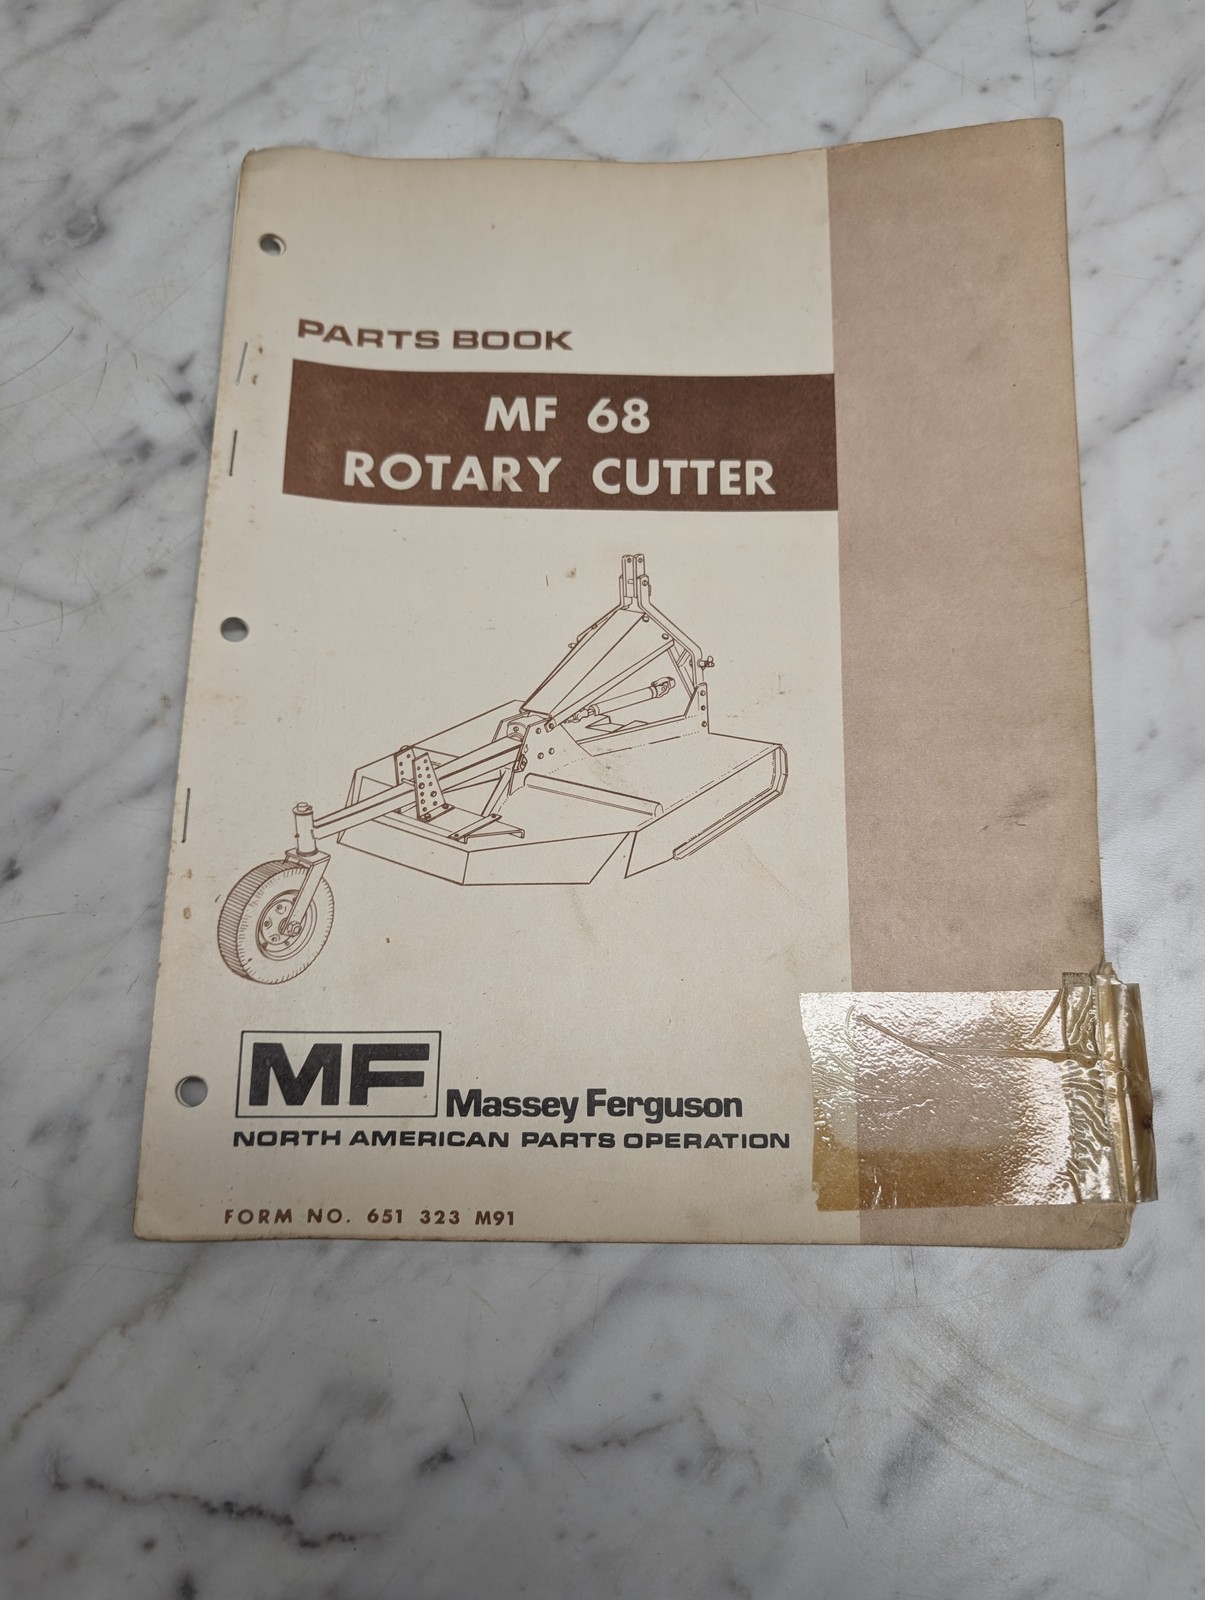 PARTS BOOK
MF 68
ROTARY CUTTER
MF Massey Ferguson
NORTH AMERICAN PARTS OPERATION
FORM NO. 651 323 M91